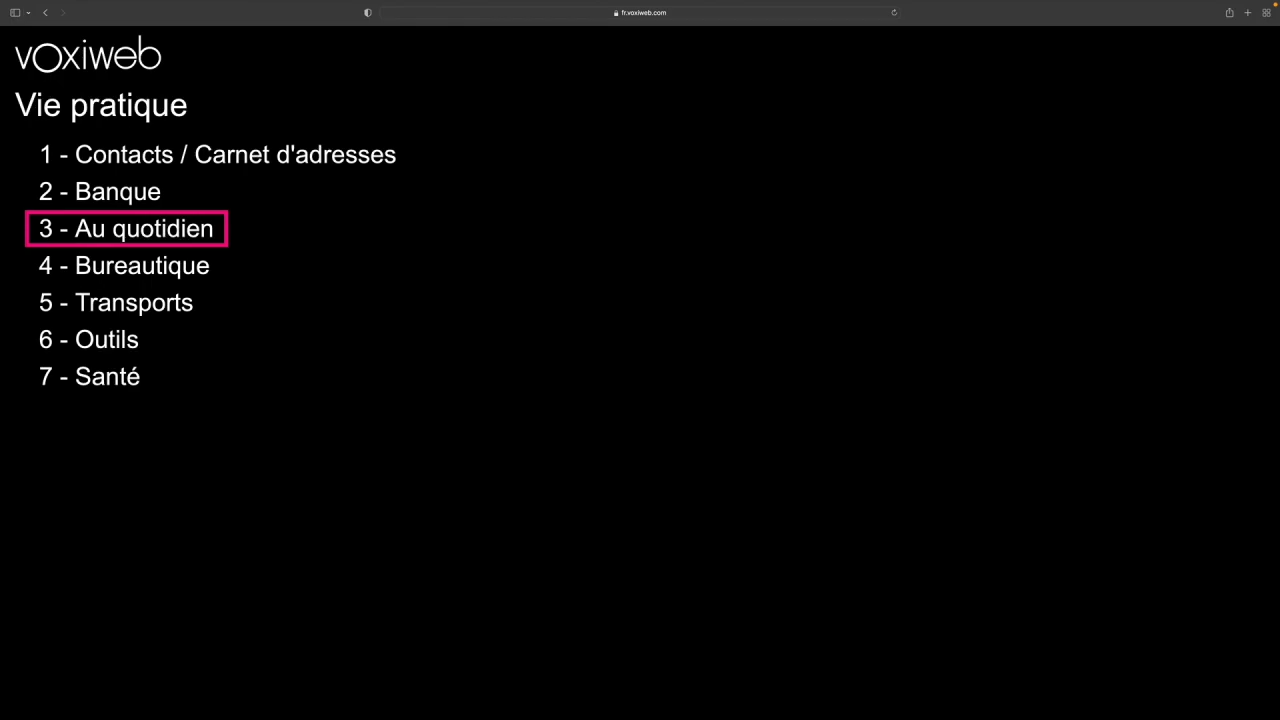 fr.voxiweb.com
voxiweb
Vie pratique
1 - Contacts / Carnet d'adresses
2 - Banque
3 - Au quotidien
4 - Bureautique
5 - Transports
6 - Outils
7 - Santé